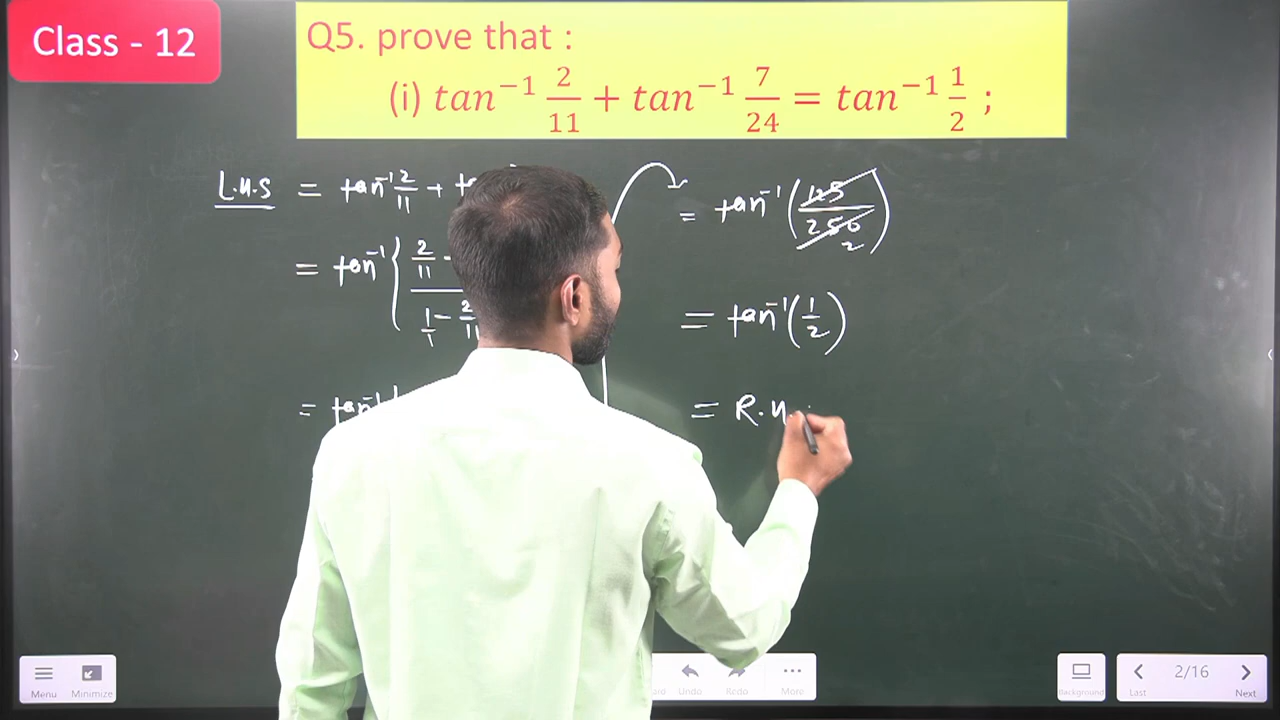 Class - 12
Q5. prove that :
(i) tan⁻¹ 2/11 + tan⁻¹ 7/24 = tan⁻¹ 1/2 ;
L.H.S = tan⁻¹ 2/11 +
= tan⁻¹ { 2/11
1/1 - 2/11
= tan⁻¹
= tan⁻¹ (125/250)
2
= tan⁻¹ (1/2)
= R.H.
Menu Minimize Undo Redo More Background Last 2/16 Next